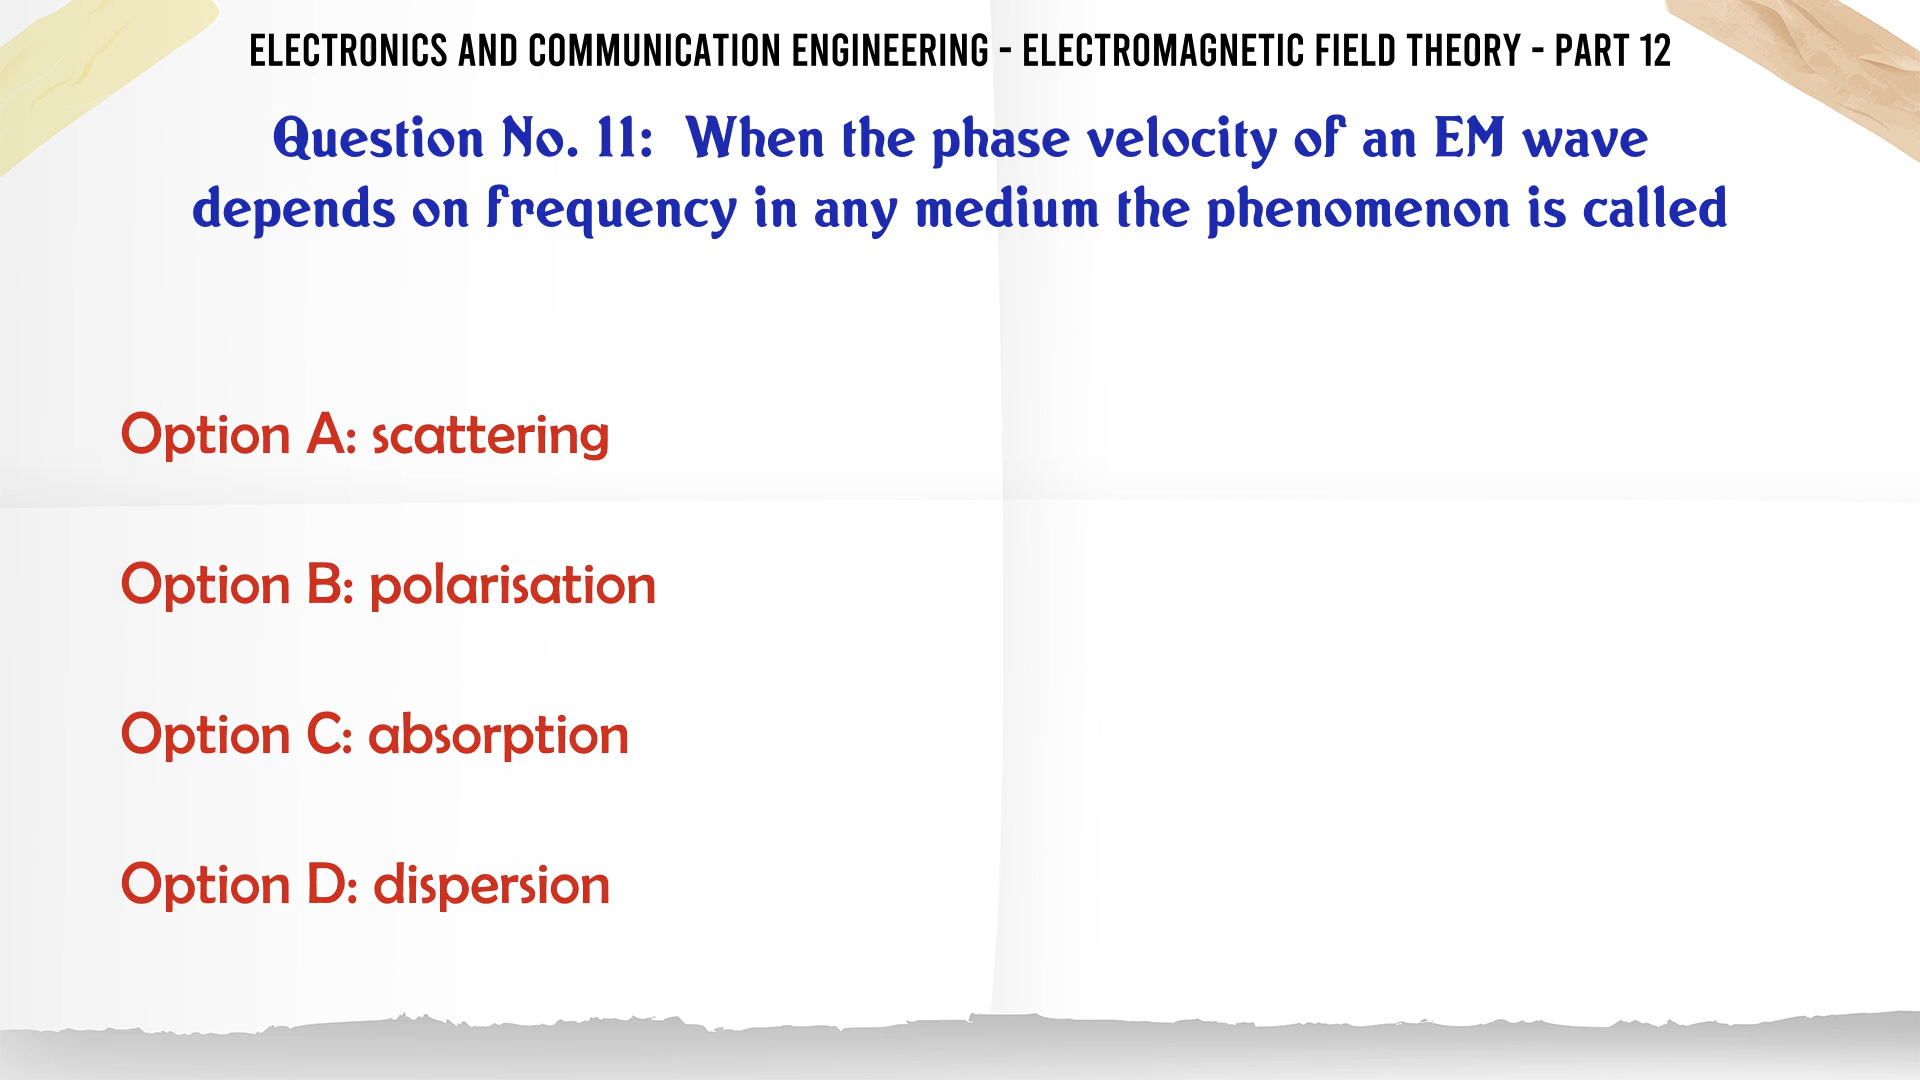 ELECTRONICS AND COMMUNICATION ENGINEERING - ELECTROMAGNETIC FIELD THEORY - PART 12
Question No. 11:  When the phase velocity of an EM wave
depends on frequency in any medium the phenomenon is called
Option A: scattering
Option B: polarisation
Option C: absorption
Option D: dispersion